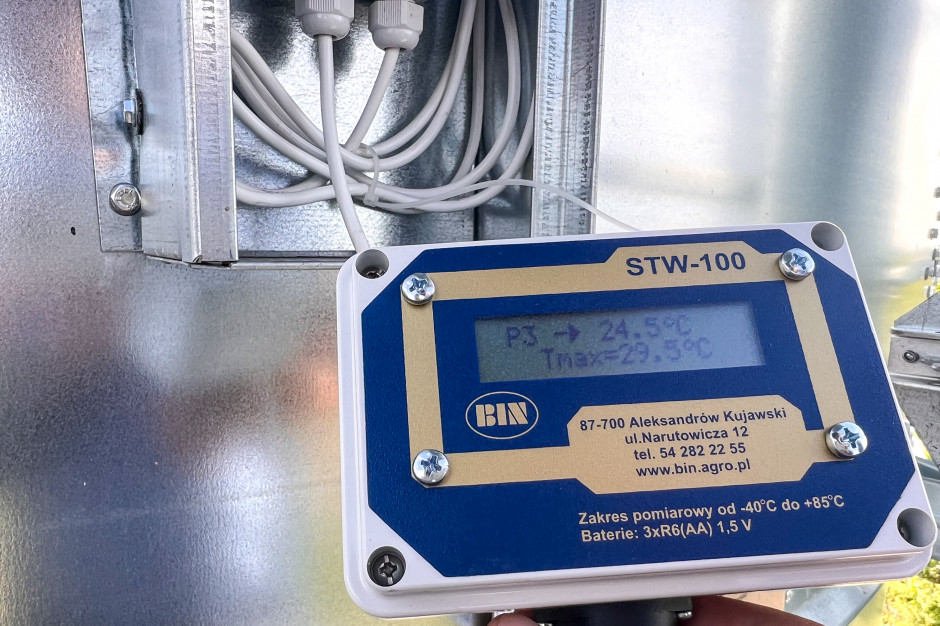 STW-100
P3 → 24.5°C
Tmax=29.5°C
BIN
87-700 Aleksandrów Kujawski
ul.Narutowicza 12
tel. 54 282 22 55
www.bin.agro.pl
Zakres pomiarowy od -40°C do +85°C
Baterie: 3xR6(AA) 1,5 V